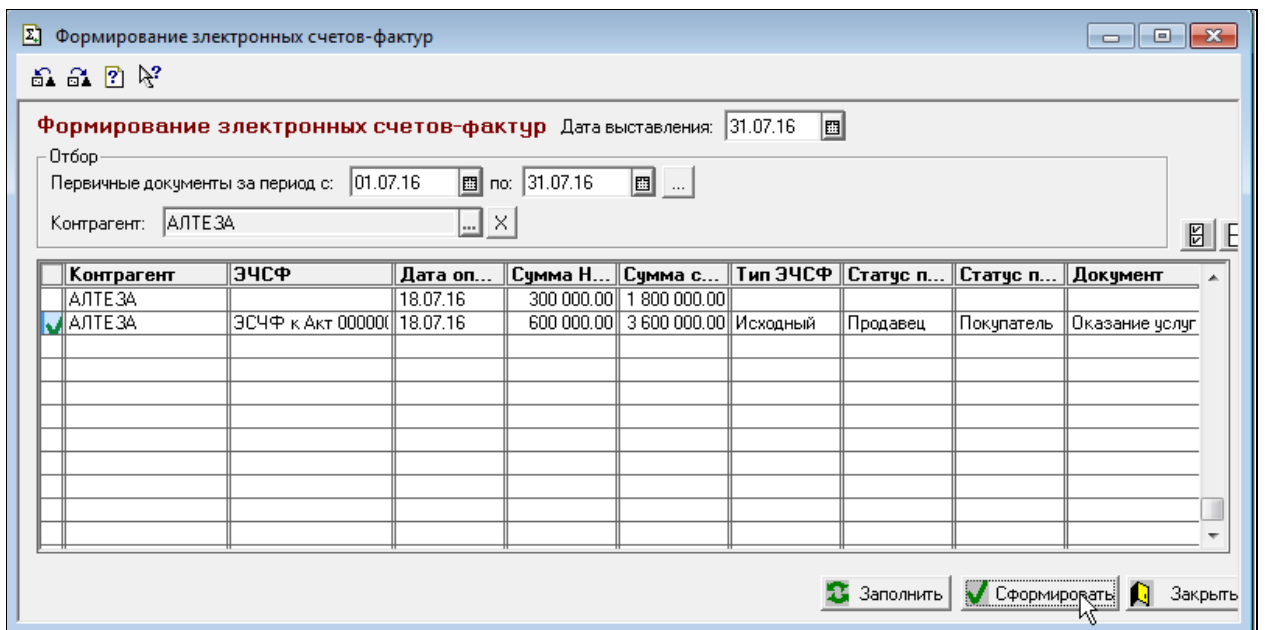 Формирование электронных счетов-фактур
Формирование электронных счетов-фактур Дата выставления: 31.07.16
Отбор
Первичные документы за период с: 01.07.16 по: 31.07.16 ...
Контрагент: АЛТЕЗА ... X
Контрагент ЭЧСФ Дата оп... Сумма Н... Сумма с... Тип ЭЧСФ Статус п... Статус п... Документ
АЛТЕЗА 18.07.16 300 000.00 1 800 000.00
АЛТЕЗА ЭСЧФ к Акт 00000( 18.07.16 600 000.00 3 600 000.00 Исходный Продавец Покупатель Оказание услуг
Заполнить Сформировать Закрыть